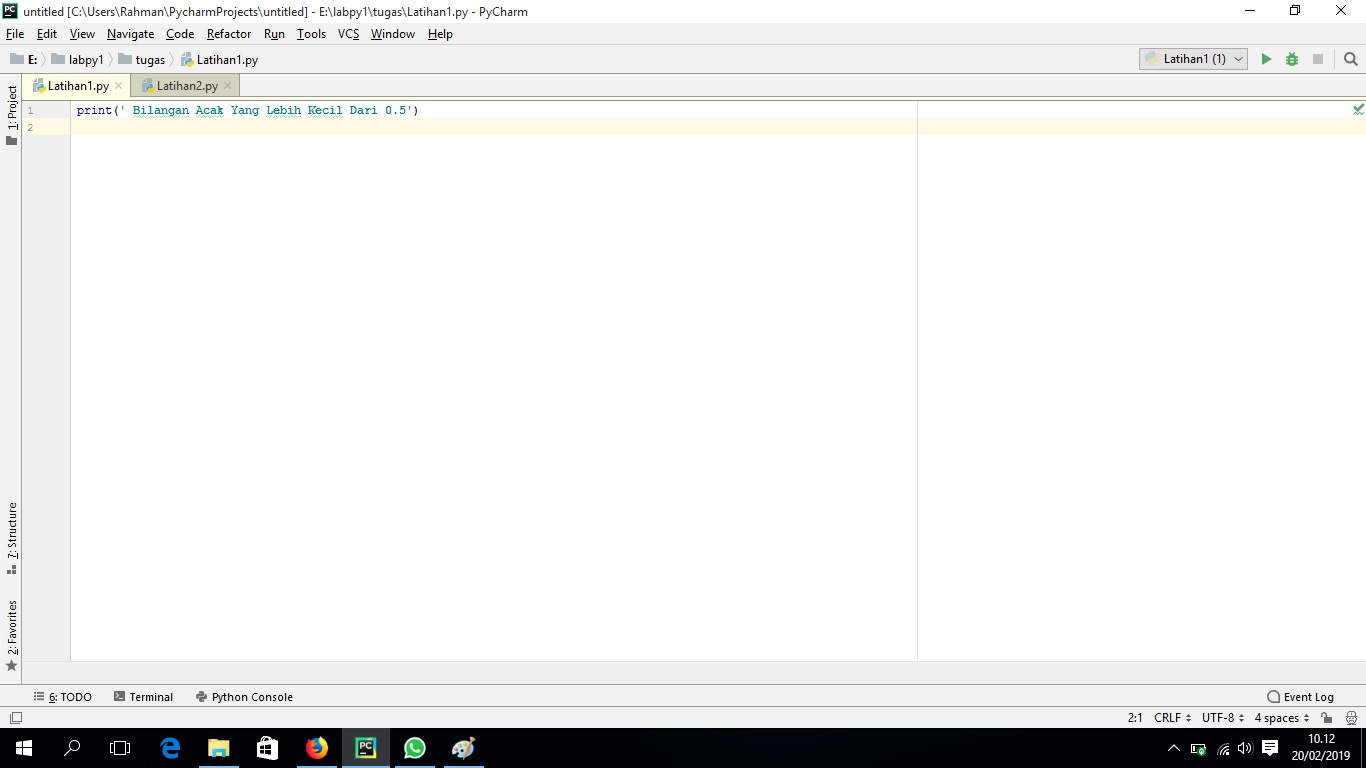 PC untitled [C:\Users\Rahman\PycharmProjects\untitled] - E:\labpy1\tugas\Latihan1.py - PyCharm
File Edit View Navigate Code Refactor Run Tools VCS Window Help
E: labpy1 tugas Latihan1.py Latihan1 (1)
Latihan1.py Latihan2.py
1: Project
1 print(' Bilangan Acak Yang Lebih Kecil Dari 0.5')
2
7: Structure
2: Favorites
6: TODO Terminal Python Console Event Log
2:1 CRLF UTF-8 4 spaces
PC
10.12
20/02/2019